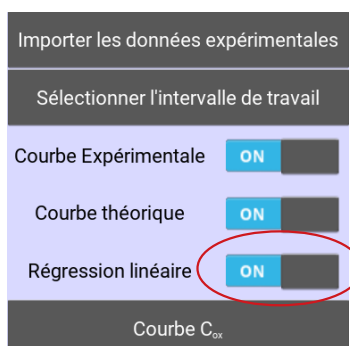 Importer les données expérimentales
Sélectionner l'intervalle de travail
Courbe Expérimentale ON
Courbe théorique ON
Régression linéaire ON
Courbe Cox